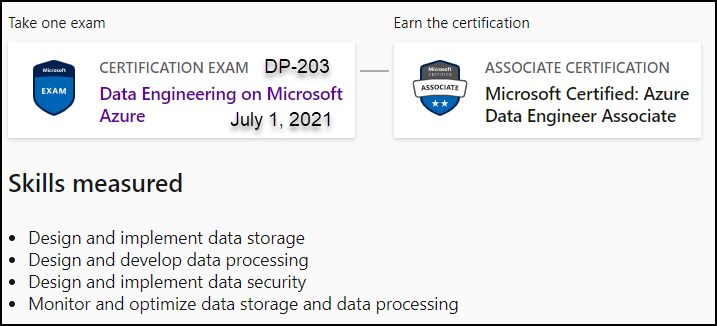 Take one exam
Earn the certification
Microsoft
EXAM
CERTIFICATION EXAM DP-203
Data Engineering on Microsoft
Azure
July 1, 2021
Microsoft
CERTIFIED
ASSOCIATE
ASSOCIATE CERTIFICATION
Microsoft Certified: Azure
Data Engineer Associate
Skills measured
• Design and implement data storage
• Design and develop data processing
• Design and implement data security
• Monitor and optimize data storage and data processing